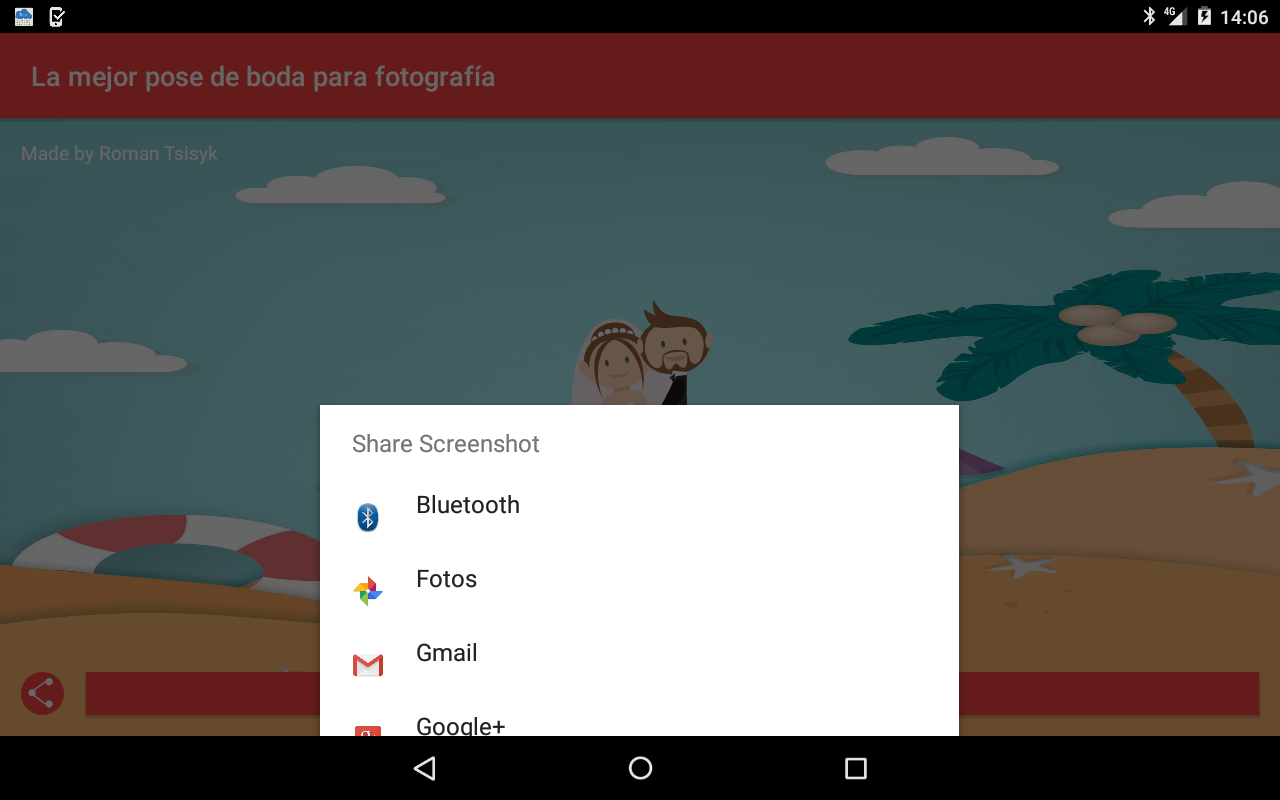 4G 14:06
La mejor pose de boda para fotografía
Made by Roman Tsisyk
Share Screenshot
Bluetooth
Fotos
Gmail
Google+